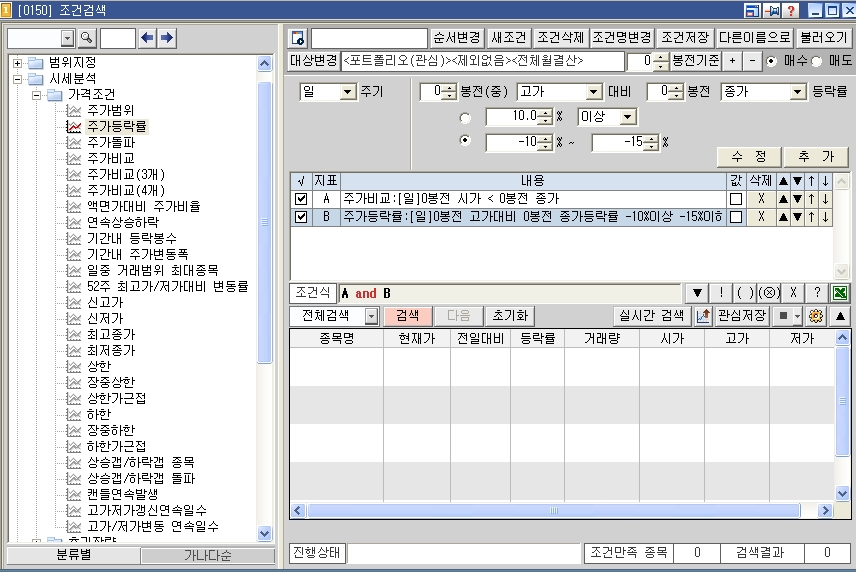 [0150] 조건검색
순서변경 새조건 조건삭제 조건명변경 조건저장 다른이름으로 불러오기
대상변경 <포트폴리오(관심)><제외없음><전체월결산> 0 봉전기준 + - 매수 매도
범위지정
시세분석
가격조건
주가범위
주가등락률
주가돌파
주가비교
주가비교(3개)
주가비교(4개)
액면가대비 주가비율
연속상승하락
기간내 등락봉수
기간내 주가변동폭
일중 거래범위 최대종목
52주 최고가/저가대비 변동률
신고가
신저가
최고종가
최저종가
상한
장중상한
상한가근접
하한
장중하한
하한가근접
상승갭/하락갭 종목
상승갭/하락갭 돌파
캔들연속발생
고가저가갱신연속일수
고가/저가변동 연속일수
분류별 가나다순
일 주기 0 봉전(중) 고가 대비 0 봉전 종가 등락률
10.0 % 이상
-10 % ~ -15 %
수 정 추 가
√ 지표 내용 값 삭제 ▲ ▼ ↑ ↓
A 주가비교:[일]0봉전 시가 < 0봉전 종가 X ▲ ▼ ↑ ↓
B 주가등락률:[일]0봉전 고가대비 0봉전 종가등락률 -10%이상 -15%이하 X ▲ ▼ ↑ ↓
조건식 A and B ▼ ! ( ) (⊗) X ?
전체검색 검색 다음 초기화 실시간 검색 관심저장 ■ ▲
종목명 현재가 전일대비 등락률 거래량 시가 고가 저가
진행상태 조건만족 종목 0 검색결과 0